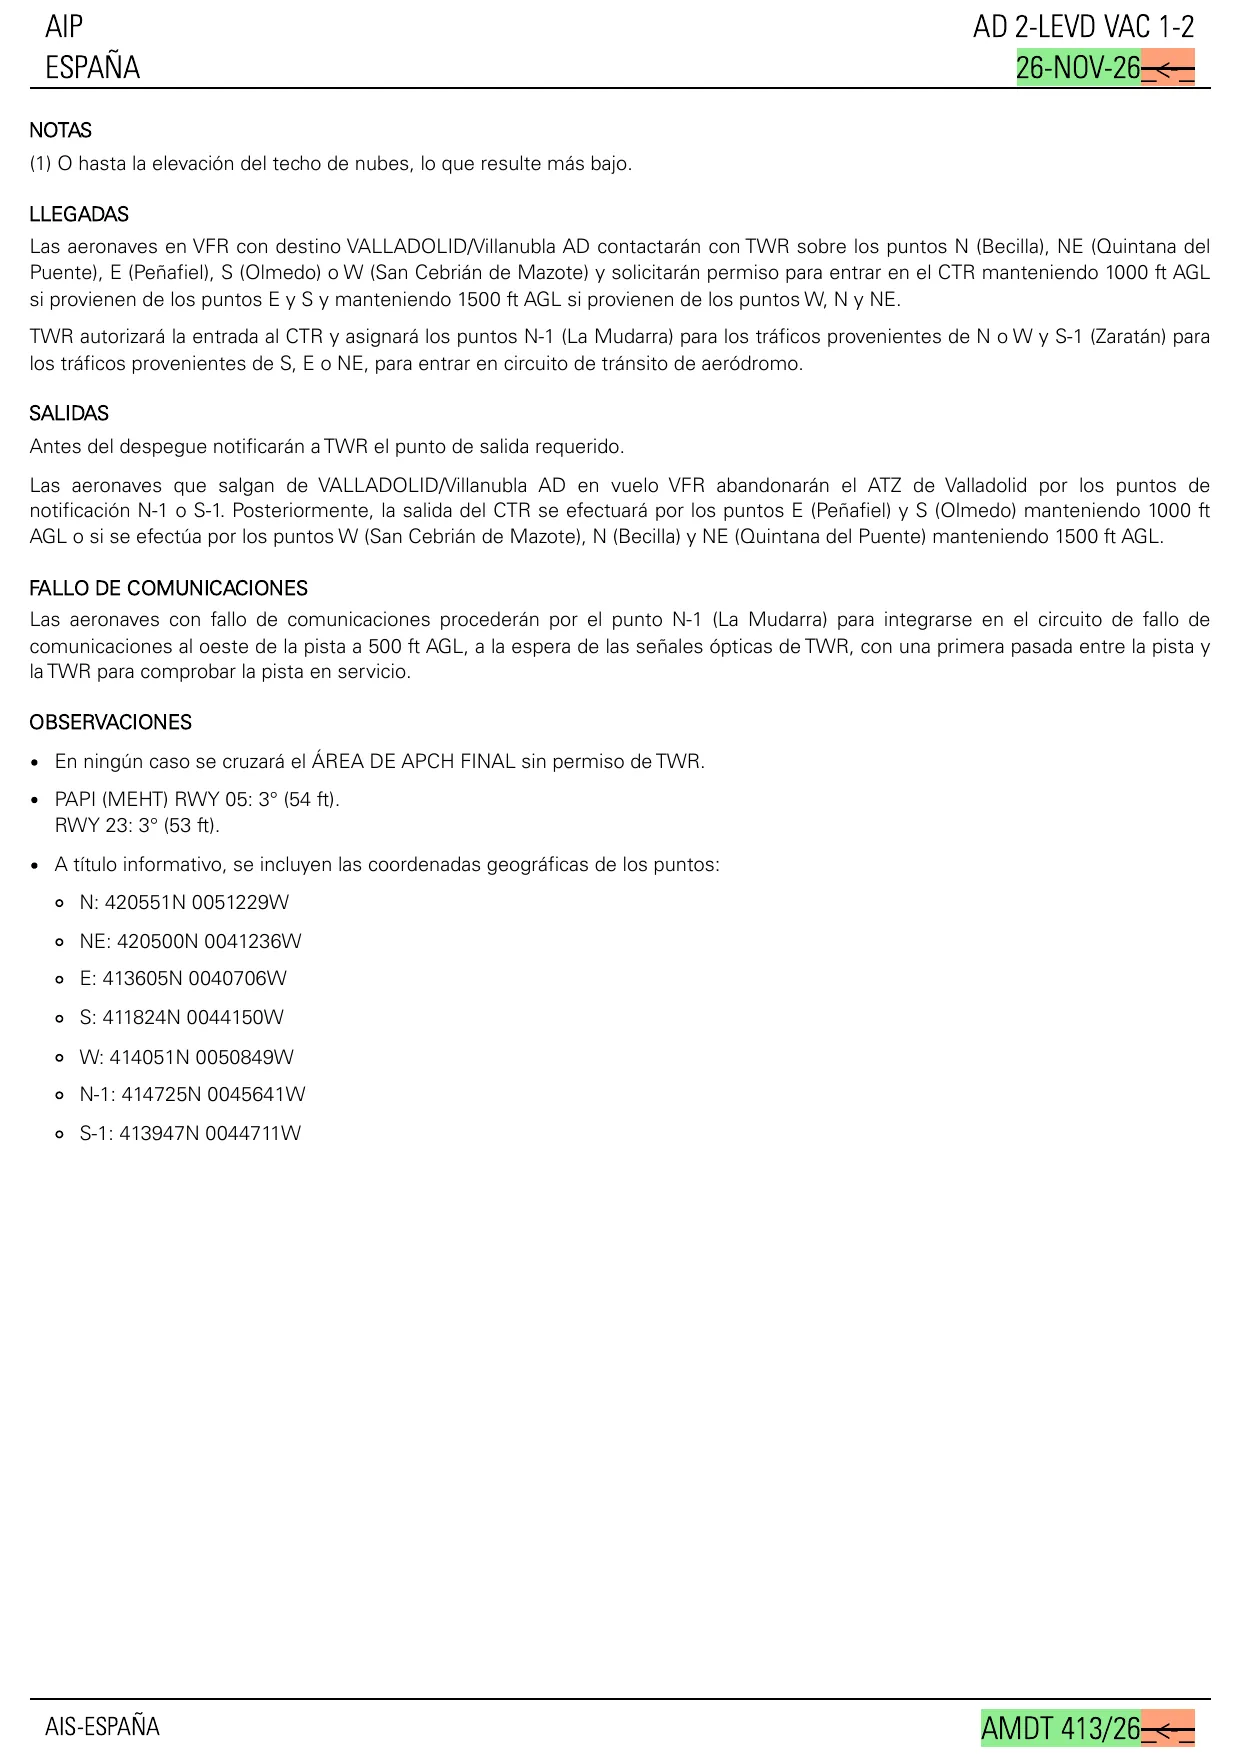 AIP
AD 2-LEVD VAC 1-2
ESPAÑA
26-NOV-26_<-_
NOTAS
(1) O hasta la elevación del techo de nubes, lo que resulte más bajo.
LLEGADAS
Las aeronaves en VFR con destino VALLADOLID/Villanubla AD contactarán con TWR sobre los puntos N (Becilla), NE (Quintana del
Puente), E (Peñafiel), S (Olmedo) o W (San Cebrián de Mazote) y solicitarán permiso para entrar en el CTR manteniendo 1000 ft AGL
si provienen de los puntos E y S y manteniendo 1500 ft AGL si provienen de los puntos W, N y NE.
TWR autorizará la entrada al CTR y asignará los puntos N-1 (La Mudarra) para los tráficos provenientes de N o W y S-1 (Zaratán) para
los tráficos provenientes de S, E o NE, para entrar en circuito de tránsito de aeródromo.
SALIDAS
Antes del despegue notificarán a TWR el punto de salida requerido.
Las aeronaves que salgan de VALLADOLID/Villanubla AD en vuelo VFR abandonarán el ATZ de Valladolid por los puntos de
notificación N-1 o S-1. Posteriormente, la salida del CTR se efectuará por los puntos E (Peñafiel) y S (Olmedo) manteniendo 1000 ft
AGL o si se efectúa por los puntos W (San Cebrián de Mazote), N (Becilla) y NE (Quintana del Puente) manteniendo 1500 ft AGL.
FALLO DE COMUNICACIONES
Las aeronaves con fallo de comunicaciones procederán por el punto N-1 (La Mudarra) para integrarse en el circuito de fallo de
comunicaciones al oeste de la pista a 500 ft AGL, a la espera de las señales ópticas de TWR, con una primera pasada entre la pista y
la TWR para comprobar la pista en servicio.
OBSERVACIONES
• En ningún caso se cruzará el ÁREA DE APCH FINAL sin permiso de TWR.
• PAPI (MEHT) RWY 05: 3° (54 ft).
RWY 23: 3° (53 ft).
• A título informativo, se incluyen las coordenadas geográficas de los puntos:
∘ N: 420551N 0051229W
∘ NE: 420500N 0041236W
∘ E: 413605N 0040706W
∘ S: 411824N 0044150W
∘ W: 414051N 0050849W
∘ N-1: 414725N 0045641W
∘ S-1: 413947N 0044711W
AIS-ESPAÑA
AMDT 413/26_<-_